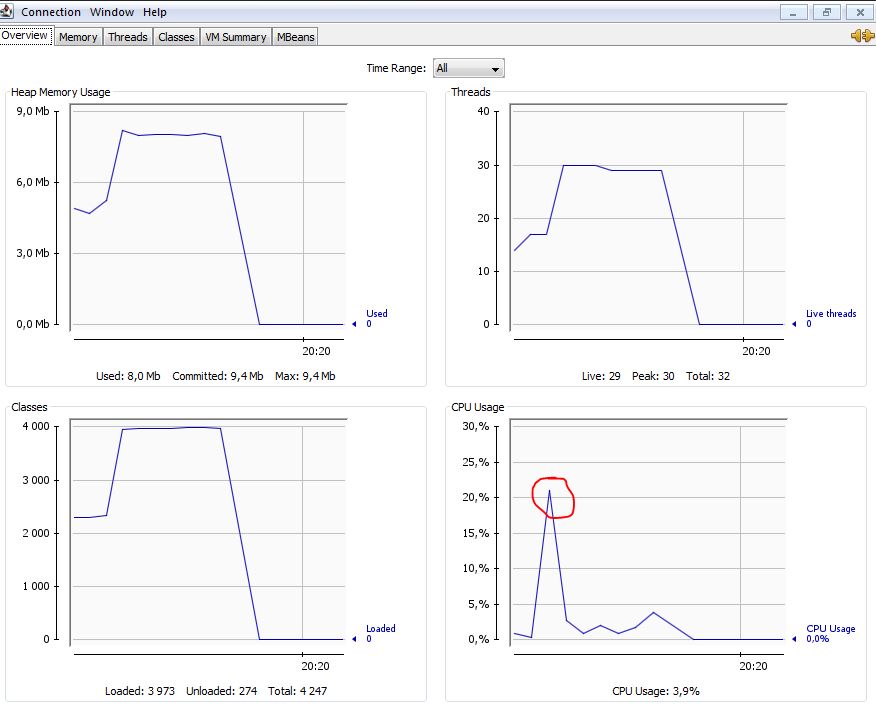 Connection Window Help
Overview Memory Threads Classes VM Summary MBeans
Time Range: All
Heap Memory Usage
9,0 Mb
6,0 Mb
3,0 Mb
0,0 Mb
Used
0
20:20
Used: 8,0 Mb Committed: 9,4 Mb Max: 9,4 Mb
Threads
40
30
20
10
0
Live threads
0
20:20
Live: 29 Peak: 30 Total: 32
Classes
4 000
3 000
2 000
1 000
0
Loaded
0
20:20
Loaded: 3 973 Unloaded: 274 Total: 4 247
CPU Usage
30,%
25,%
20,%
15,%
10,%
5,%
0,%
CPU Usage
0,0%
20:20
CPU Usage: 3,9%